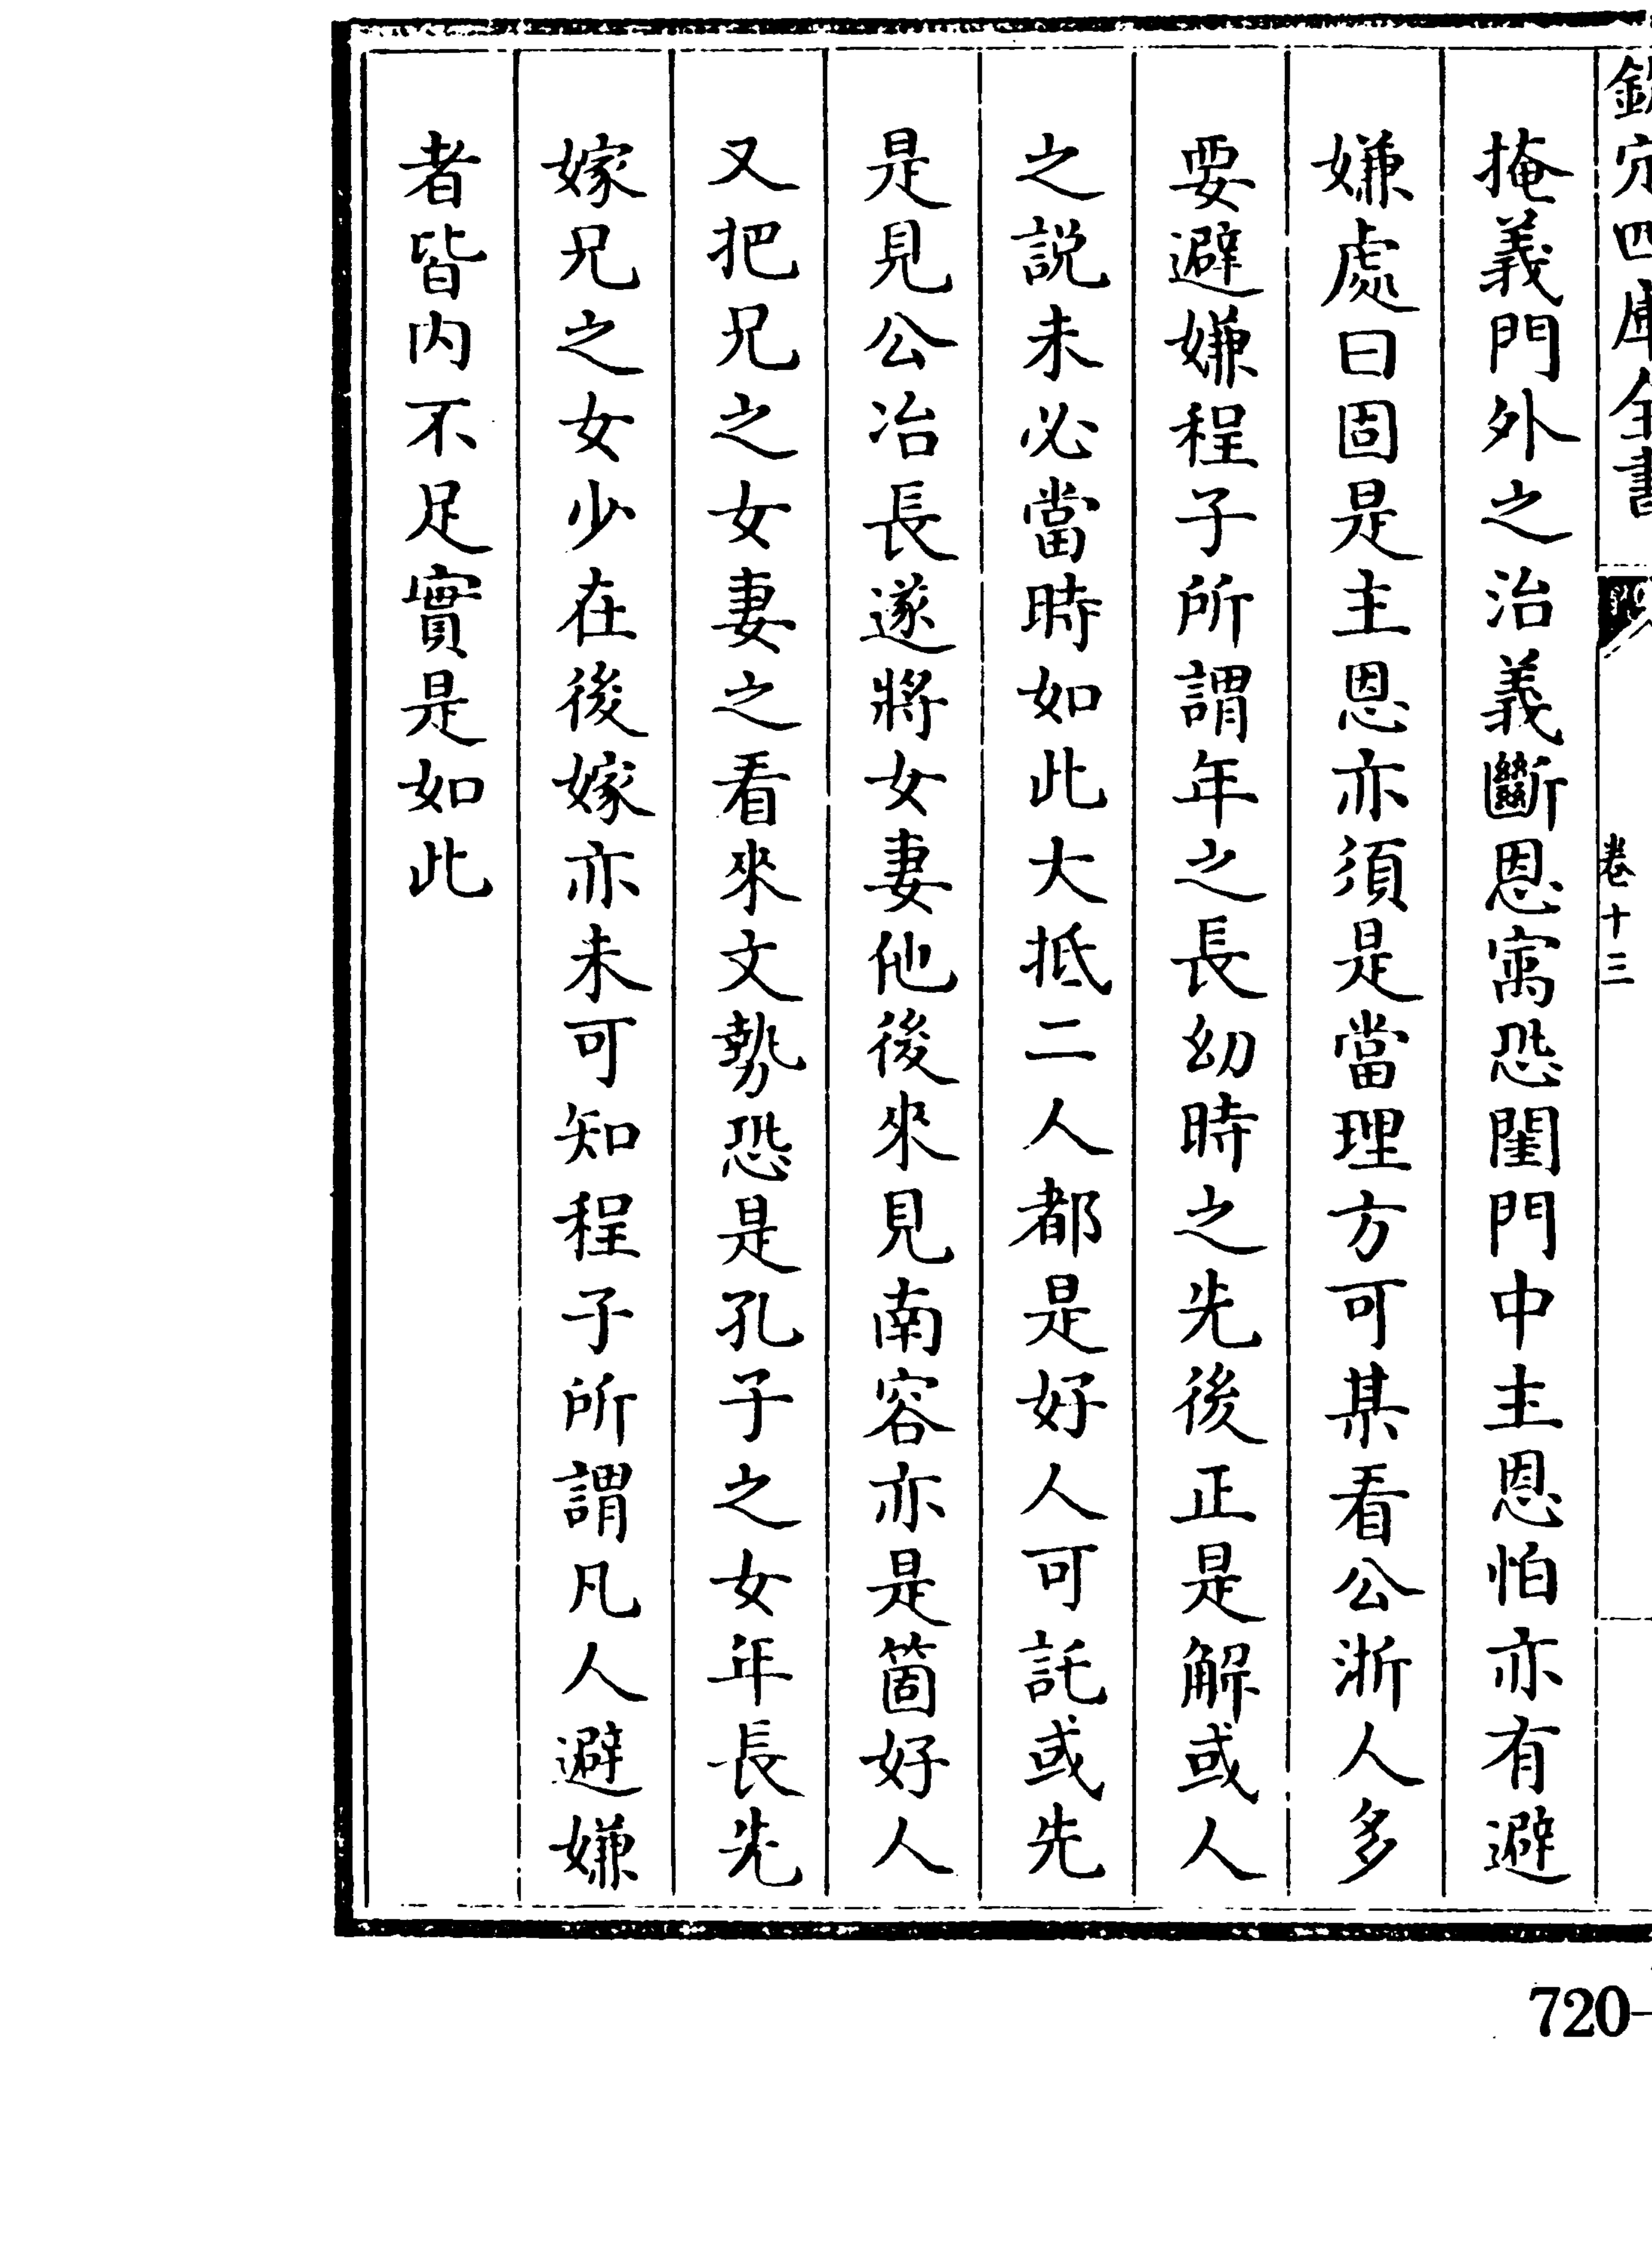 欽定四庫全書
卷十三
掩義門外之治義斷恩寓恐閨門中主恩怕亦有避
嫌處曰固是主恩亦須是當理方可某看公浙人多
要避嫌程子所謂年之長幼時之先後正是解或人
之説未必當時如此大抵二人都是好人可託或先
是見公冶長遂將女妻他後來見南容亦是箇好人
又把兄之女妻之看來文勢恐是孔子之女年長先
嫁兄之女少在後嫁亦未可知程子所謂凡人避嫌
者皆内不足實是如此
720-